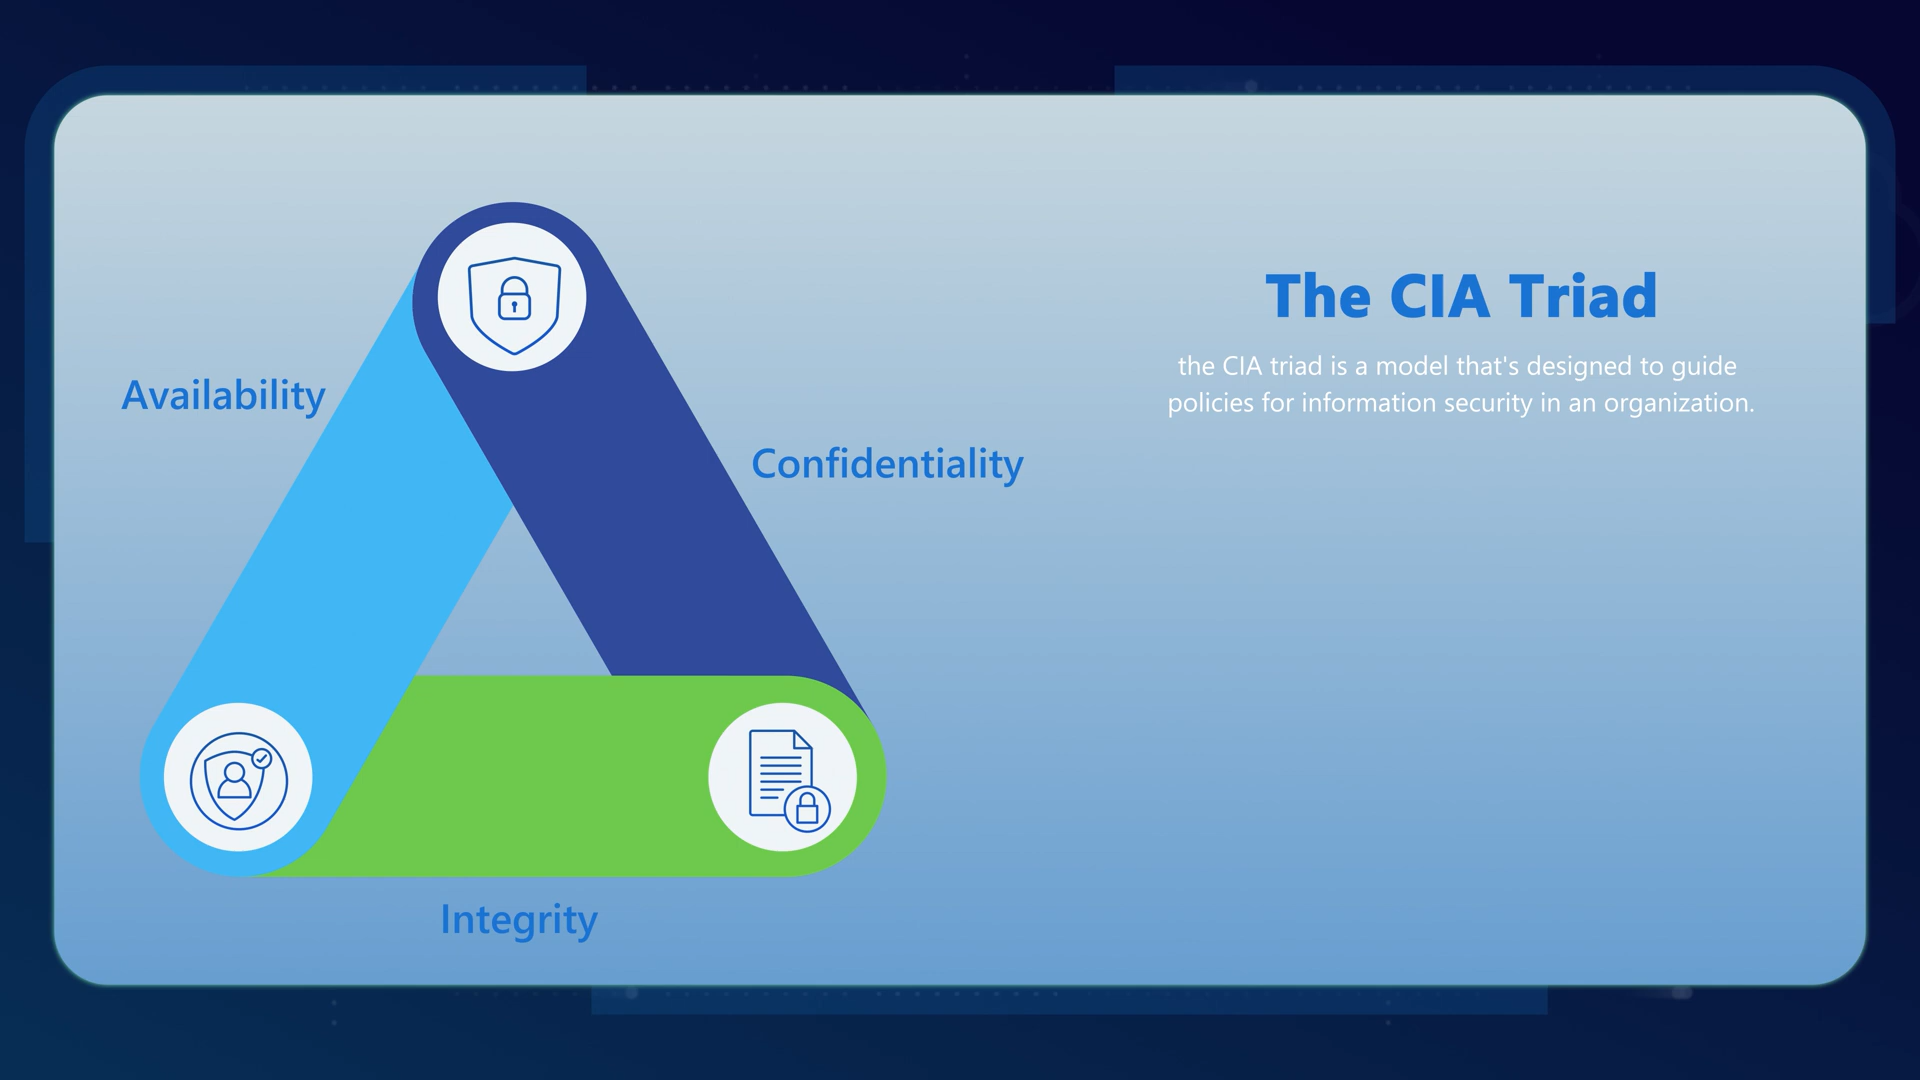 The CIA Triad
the CIA triad is a model that's designed to guide
policies for information security in an organization.
Availability
Confidentiality
Integrity